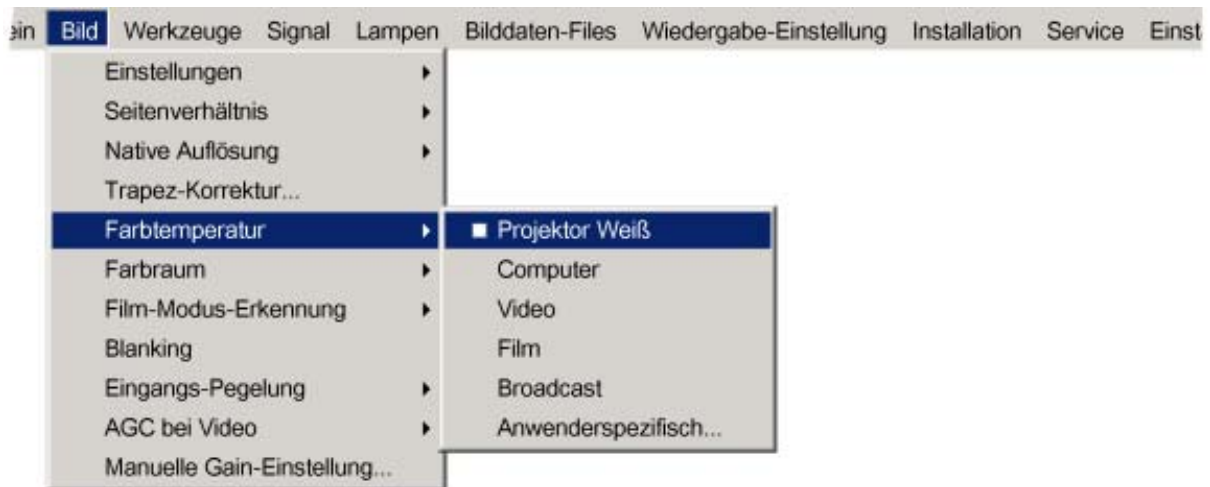 Bild Werkzeuge Signal Lampen Bilddaten-Files Wiedergabe-Einstellung Installation Service
Einstellungen
Seitenverhältnis
Native Auflösung
Trapez-Korrektur...
Farbtemperatur
Projektor Weiß
Farbraum
Computer
Film-Modus-Erkennung
Video
Blanking
Film
Eingangs-Pegelung
Broadcast
AGC bei Video
Anwenderspezifisch...
Manuelle Gain-Einstellung...